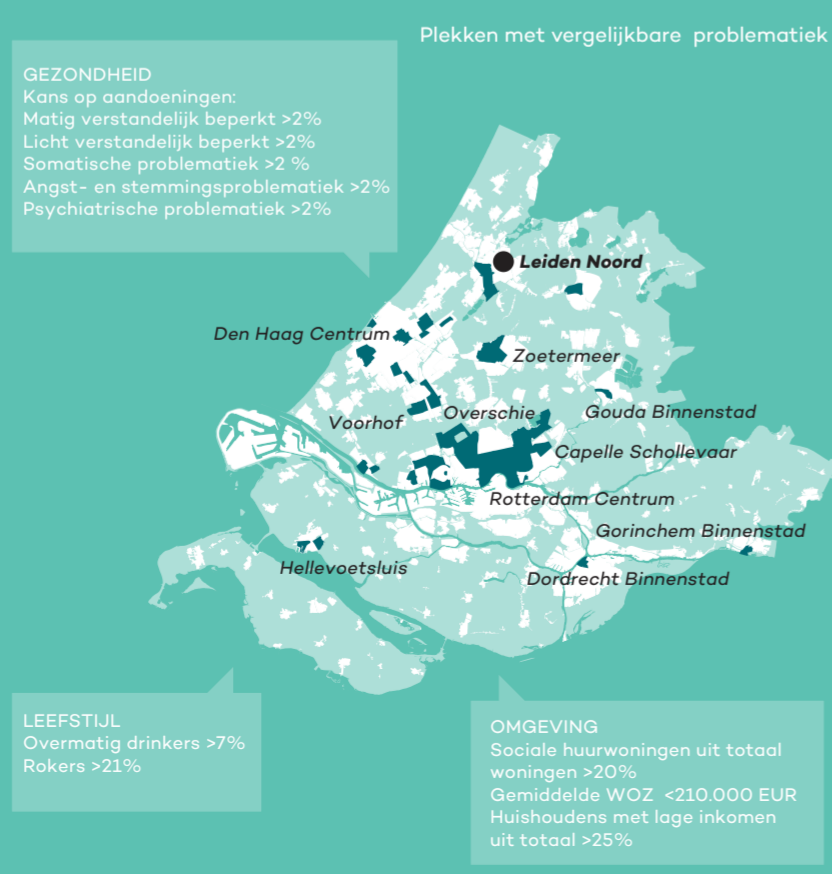 Plekken met vergelijkbare problematiek
GEZONDHEID
Kans op aandoeningen:
Matig verstandelijk beperkt >2%
Licht verstandelijk beperkt >2%
Somatische problematiek >2 %
Angst- en stemmingsproblematiek >2%
Psychiatrische problematiek >2%
Leiden Noord
Den Haag Centrum
Zoetermeer
Voorhof
Overschie
Gouda Binnenstad
Capelle Schollevaar
Rotterdam Centrum
Gorinchem Binnenstad
Hellevoetsluis
Dordrecht Binnenstad
LEEFSTIJL
Overmatig drinkers >7%
Rokers >21%
OMGEVING
Sociale huurwoningen uit totaal
woningen >20%
Gemiddelde WOZ <210.000 EUR
Huishoudens met lage inkomen
uit totaal >25%